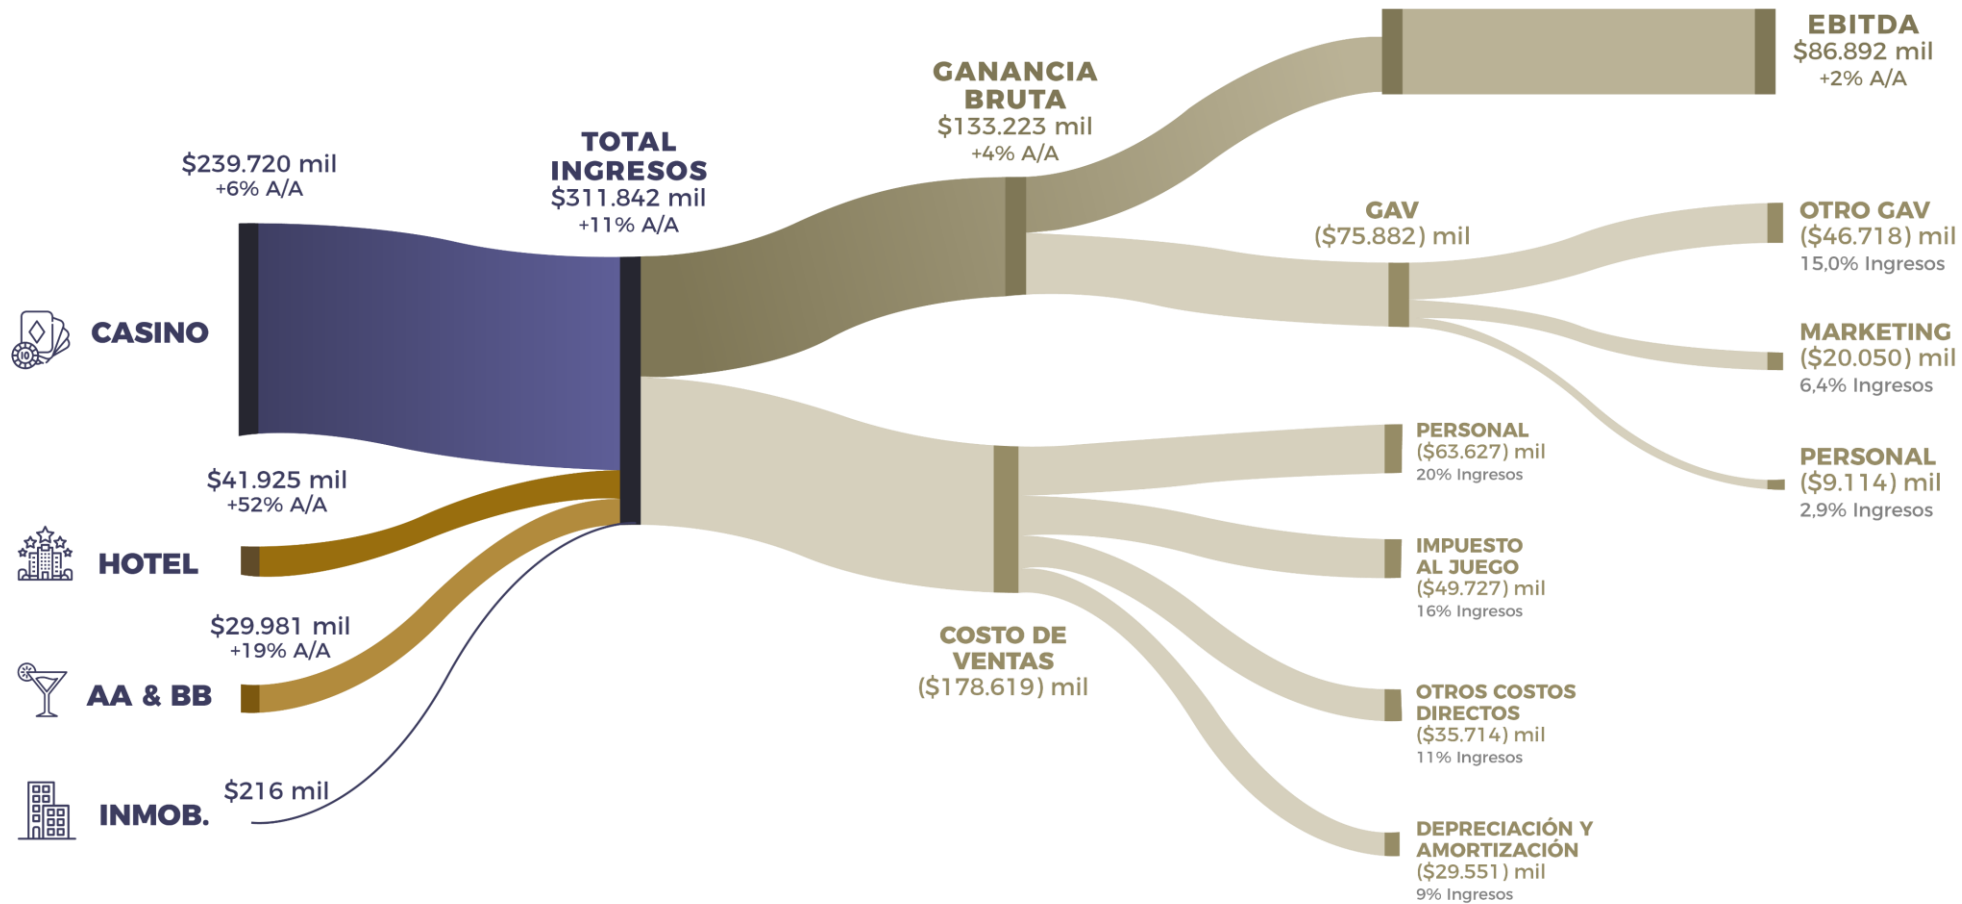 EBITDA
$86.892 mil
+2% A/A
GANANCIA
BRUTA
$133.223 mil
+4% A/A
TOTAL
INGRESOS
$311.842 mil
+11% A/A
$239.720 mil
+6% A/A
CASINO
10
$41.925 mil
+52% A/A
HOTEL
$29.981 mil
+19% A/A
AA & BB
$216 mil
INMOB.
GAV
($75.882) mil
OTRO GAV
($46.718) mil
15,0% Ingresos
MARKETING
($20.050) mil
6,4% Ingresos
PERSONAL
($9.114) mil
2,9% Ingresos
COSTO DE
VENTAS
($178.619) mil
PERSONAL
($63.627) mil
20% Ingresos
IMPUESTO
AL JUEGO
($49.727) mil
16% Ingresos
OTROS COSTOS
DIRECTOS
($35.714) mil
11% Ingresos
DEPRECIACIÓN Y
AMORTIZACIÓN
($29.551) mil
9% Ingresos